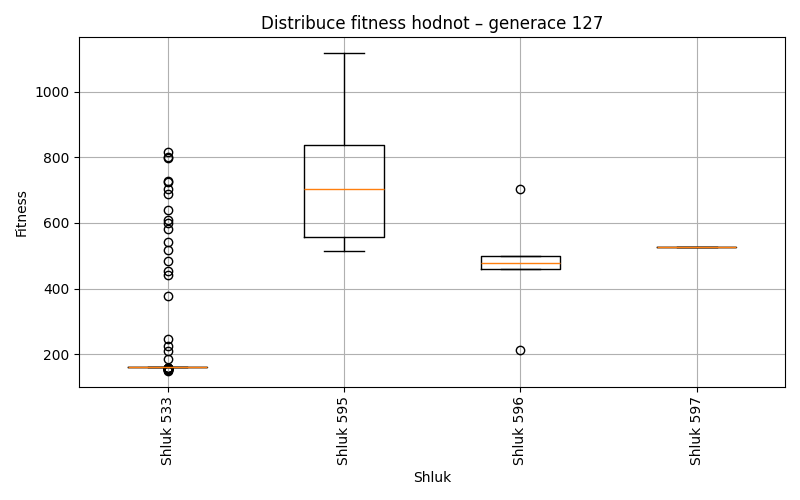 Distribuce fitness hodnot – generace 127
Fitness
1000
800
600
400
200
Shluk 533
Shluk 595
Shluk 596
Shluk 597
Shluk